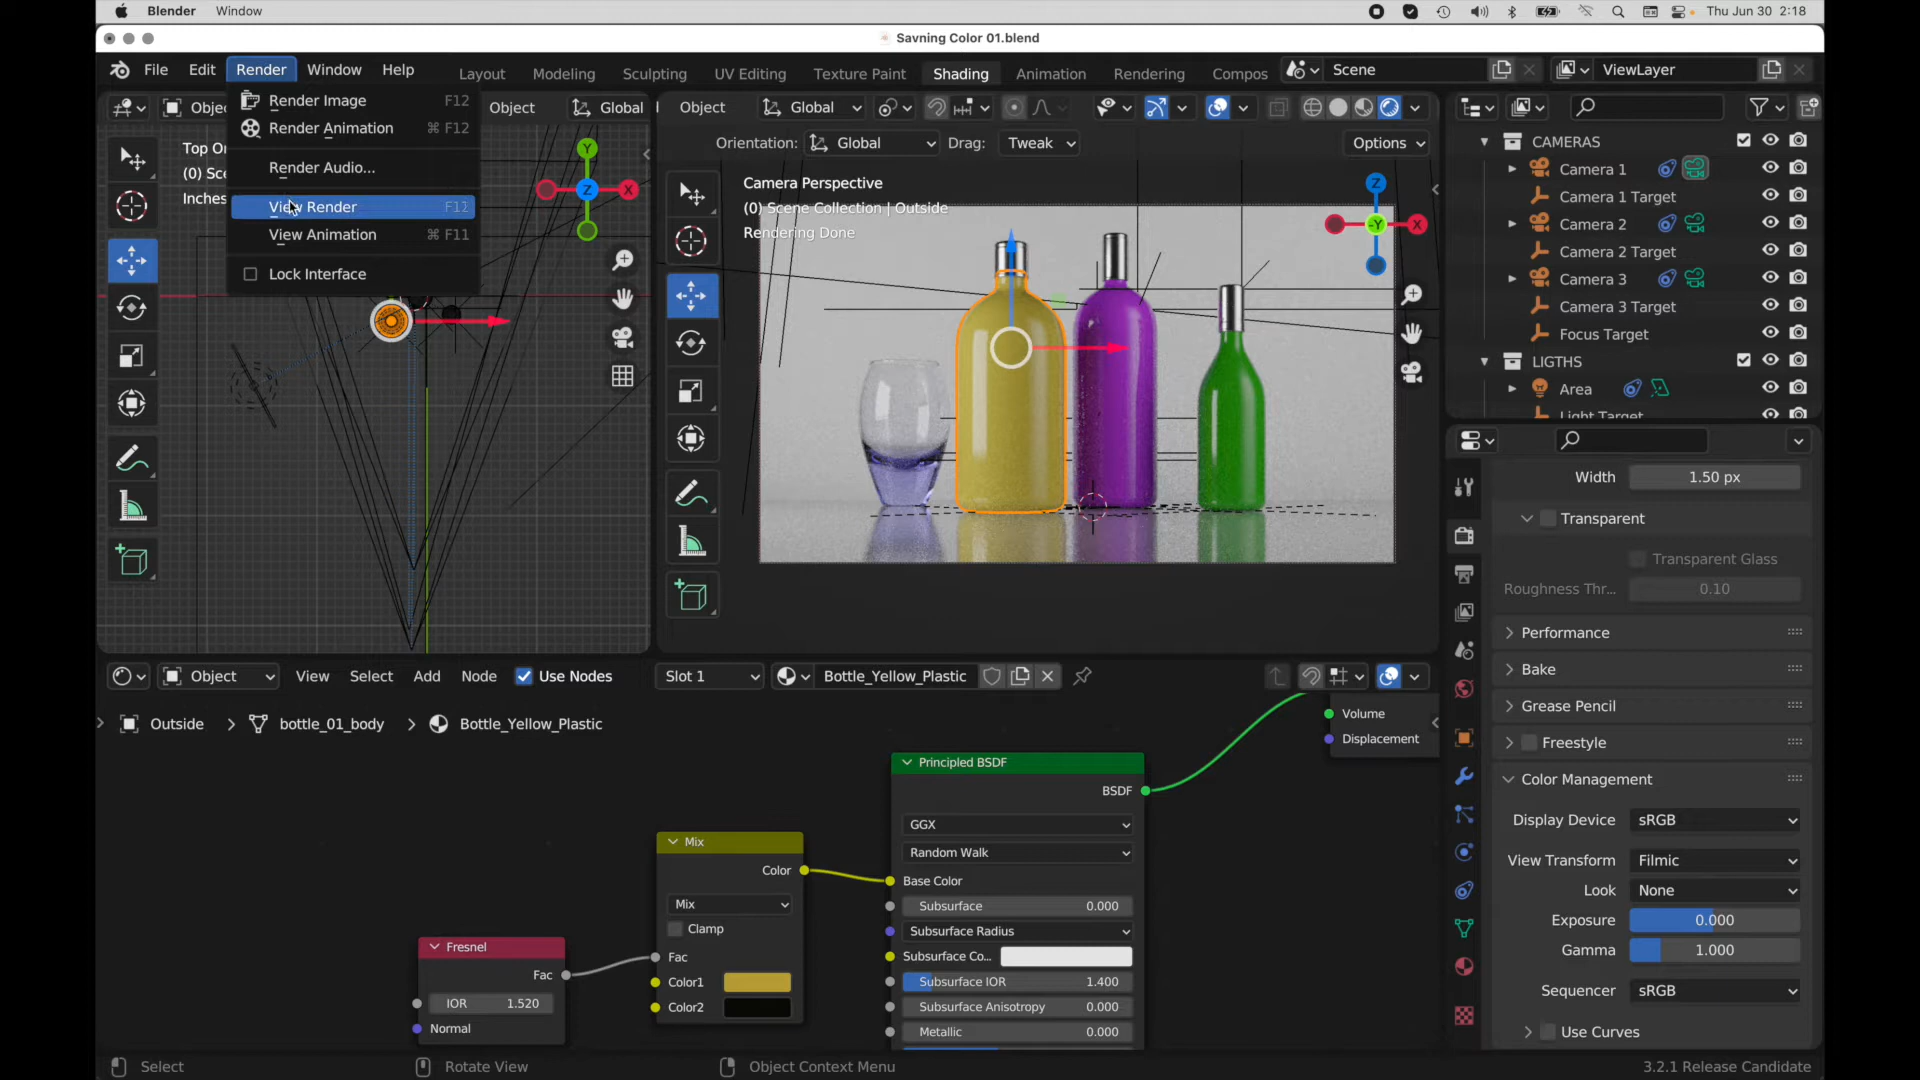 Blender Window Thu Jun 30 2:18
Savning Color 01.blend
File Edit Render Window Help Layout Modeling Sculpting UV Editing Texture Paint Shading Animation Rendering Compos Scene ViewLayer
Object Global Object Global
Render Image F12
Render Animation ⌘ F12
Render Audio...
View Render
View Animation ⌘ F11
Lock Interface
Top Or
(0) Sce
Inches
Y
X
Z
Orientation: Global Drag: Tweak Options
Camera Perspective
(0) Scene Collection | Outside
Rendering Done
Z
-Y
X
CAMERAS
Camera 1
Camera 1 Target
Camera 2
Camera 2 Target
Camera 3
Camera 3 Target
Focus Target
LIGTHS
Area
Light Target
Width 1.50 px
Transparent
Transparent Glass
Roughness Thr... 0.10
Performance
Bake
Grease Pencil
Freestyle
Color Management
Display Device sRGB
View Transform Filmic
Look None
Exposure 0.000
Gamma 1.000
Sequencer sRGB
Use Curves
Object View Select Add Node Use Nodes Slot 1 Bottle_Yellow_Plastic
Outside > bottle_01_body > Bottle_Yellow_Plastic
Volume
Displacement
Principled BSDF
BSDF
GGX
Random Walk
Base Color
Subsurface 0.000
Subsurface Radius
Subsurface Co...
Subsurface IOR 1.400
Subsurface Anisotropy 0.000
Metallic 0.000
Mix
Color
Mix
Clamp
Fac
Color1
Color2
Fresnel
Fac
IOR 1.520
Normal
Select Rotate View Object Context Menu 3.2.1 Release Candidate